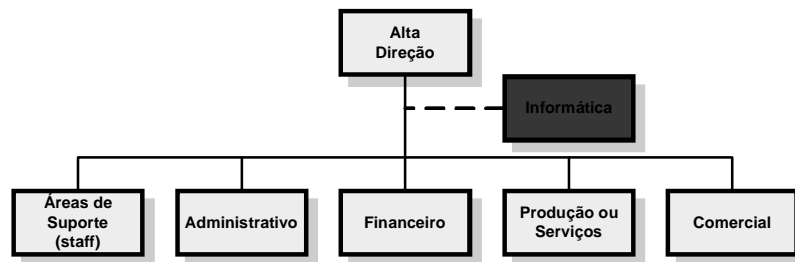 Alta
Direção
Informática
Áreas de
Suporte
(staff)
Administrativo
Financeiro
Produção ou
Serviços
Comercial